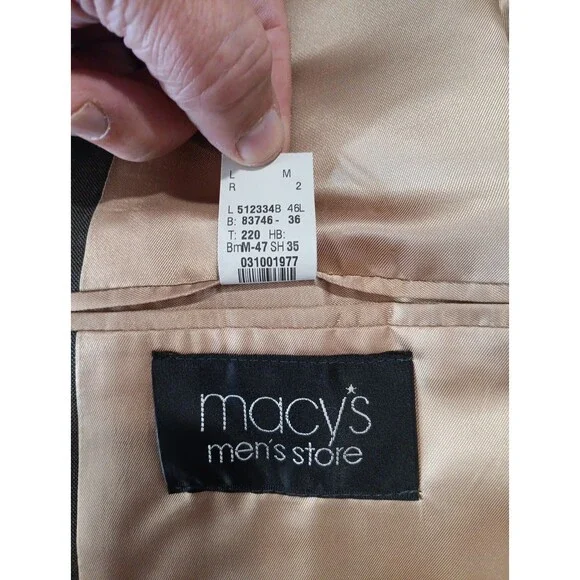 L M
R 2
L 512334B 46L
B: 83746 - 36
T: 220 HB:
BmM-47 SH 35
031001977
macy's
men's store